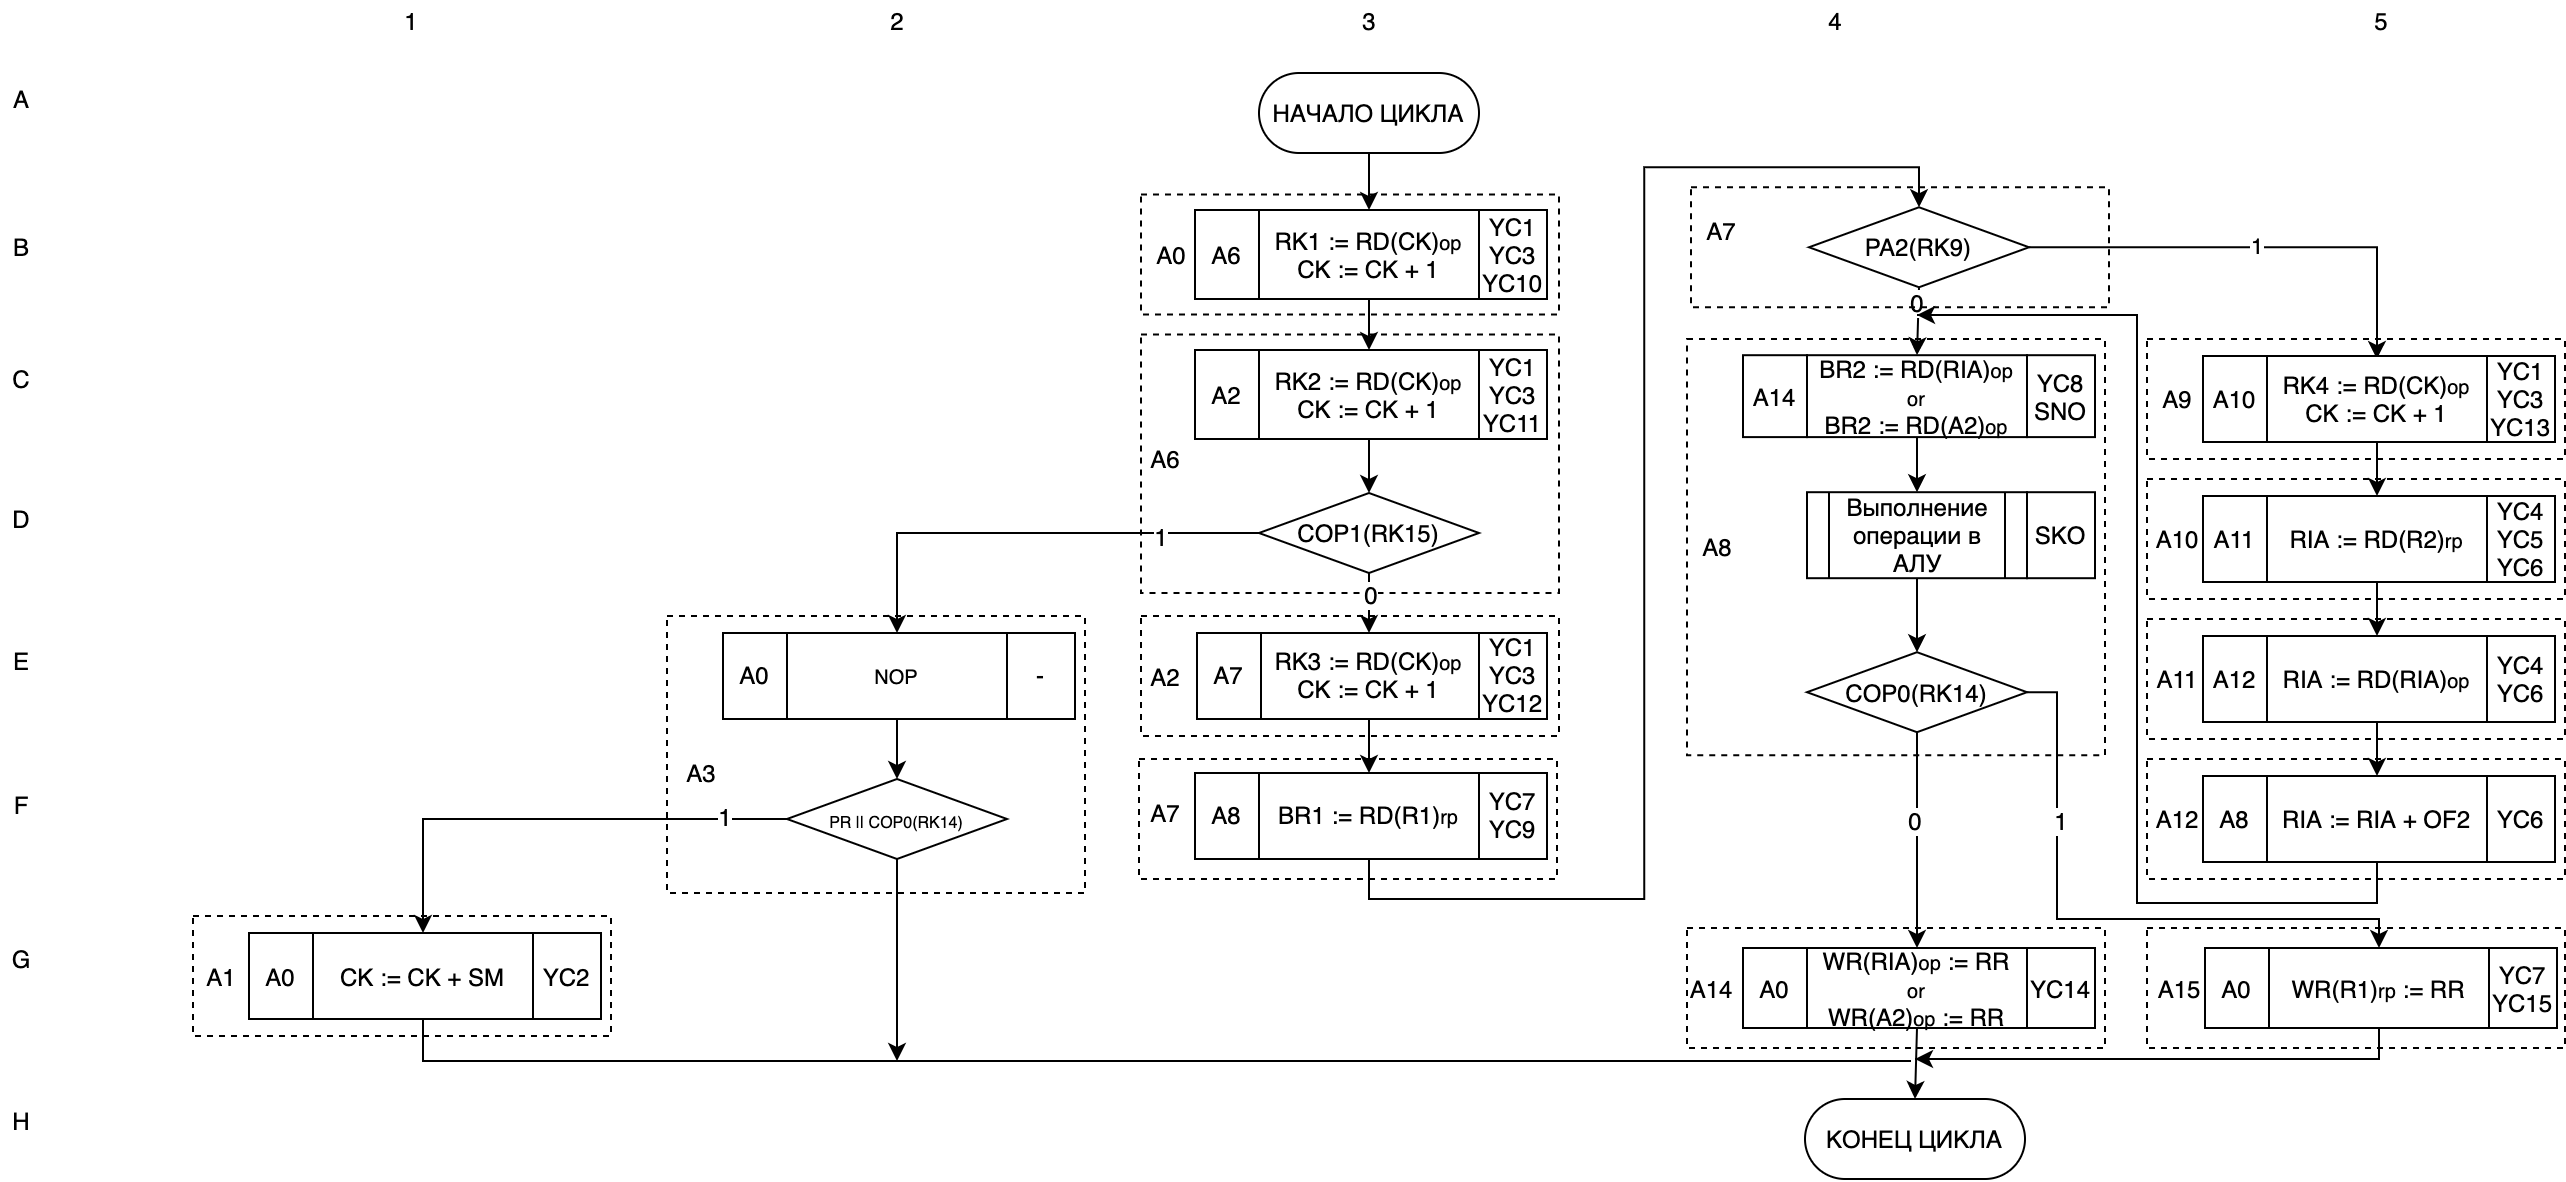 1 2 3 4 5
A
НАЧАЛО ЦИКЛА
B
A0
A6
RK1 := RD(CK)op
CK := CK + 1
YC1
YC3
YC10
A7
PA2(RK9)
1
0
C
A6
A2
RK2 := RD(CK)op
CK := CK + 1
YC1
YC3
YC11
A8
A14
BR2 := RD(RIA)op
or
BR2 := RD(A2)op
YC8
SNO
A9
A10
RK4 := RD(CK)op
CK := CK + 1
YC1
YC3
YC13
D
1
COP1(RK15)
0
Выполнение
операции в
АЛУ
SKO
A10
A11
RIA := RD(R2)rp
YC4
YC5
YC6
E
A3
A0
NOP
-
A2
A7
RK3 := RD(CK)op
CK := CK + 1
YC1
YC3
YC12
COP0(RK14)
A11
A12
RIA := RD(RIA)op
YC4
YC6
F
1
PR || COP0(RK14)
A7
A8
BR1 := RD(R1)rp
YC7
YC9
0
1
A12
A8
RIA := RIA + OF2
YC6
G
A1
A0
CK := CK + SM
YC2
A14
A0
WR(RIA)op := RR
or
WR(A2)op := RR
YC14
A15
A0
WR(R1)rp := RR
YC7
YC15
H
КОНЕЦ ЦИКЛА